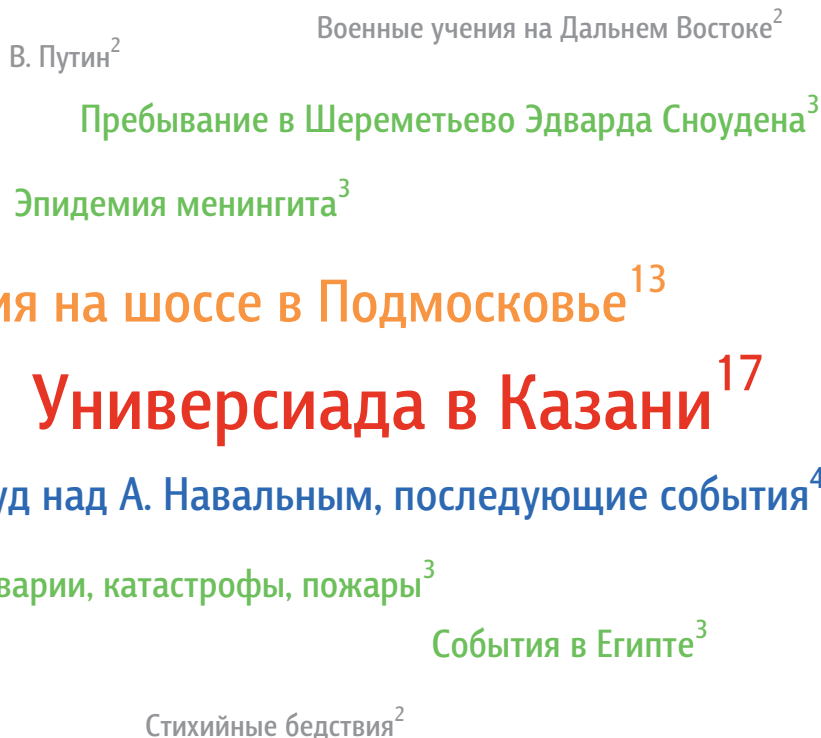 Военные учения на Дальнем Востоке²
В. Путин²
Пребывание в Шереметьево Эдварда Сноудена³
Эпидемия менингита³
ия на шоссе в Подмосковье¹³
Универсиада в Казани¹⁷
уд над А. Навальным, последующие события⁴
варии, катастрофы, пожары³
События в Египте³
Стихийные бедствия²